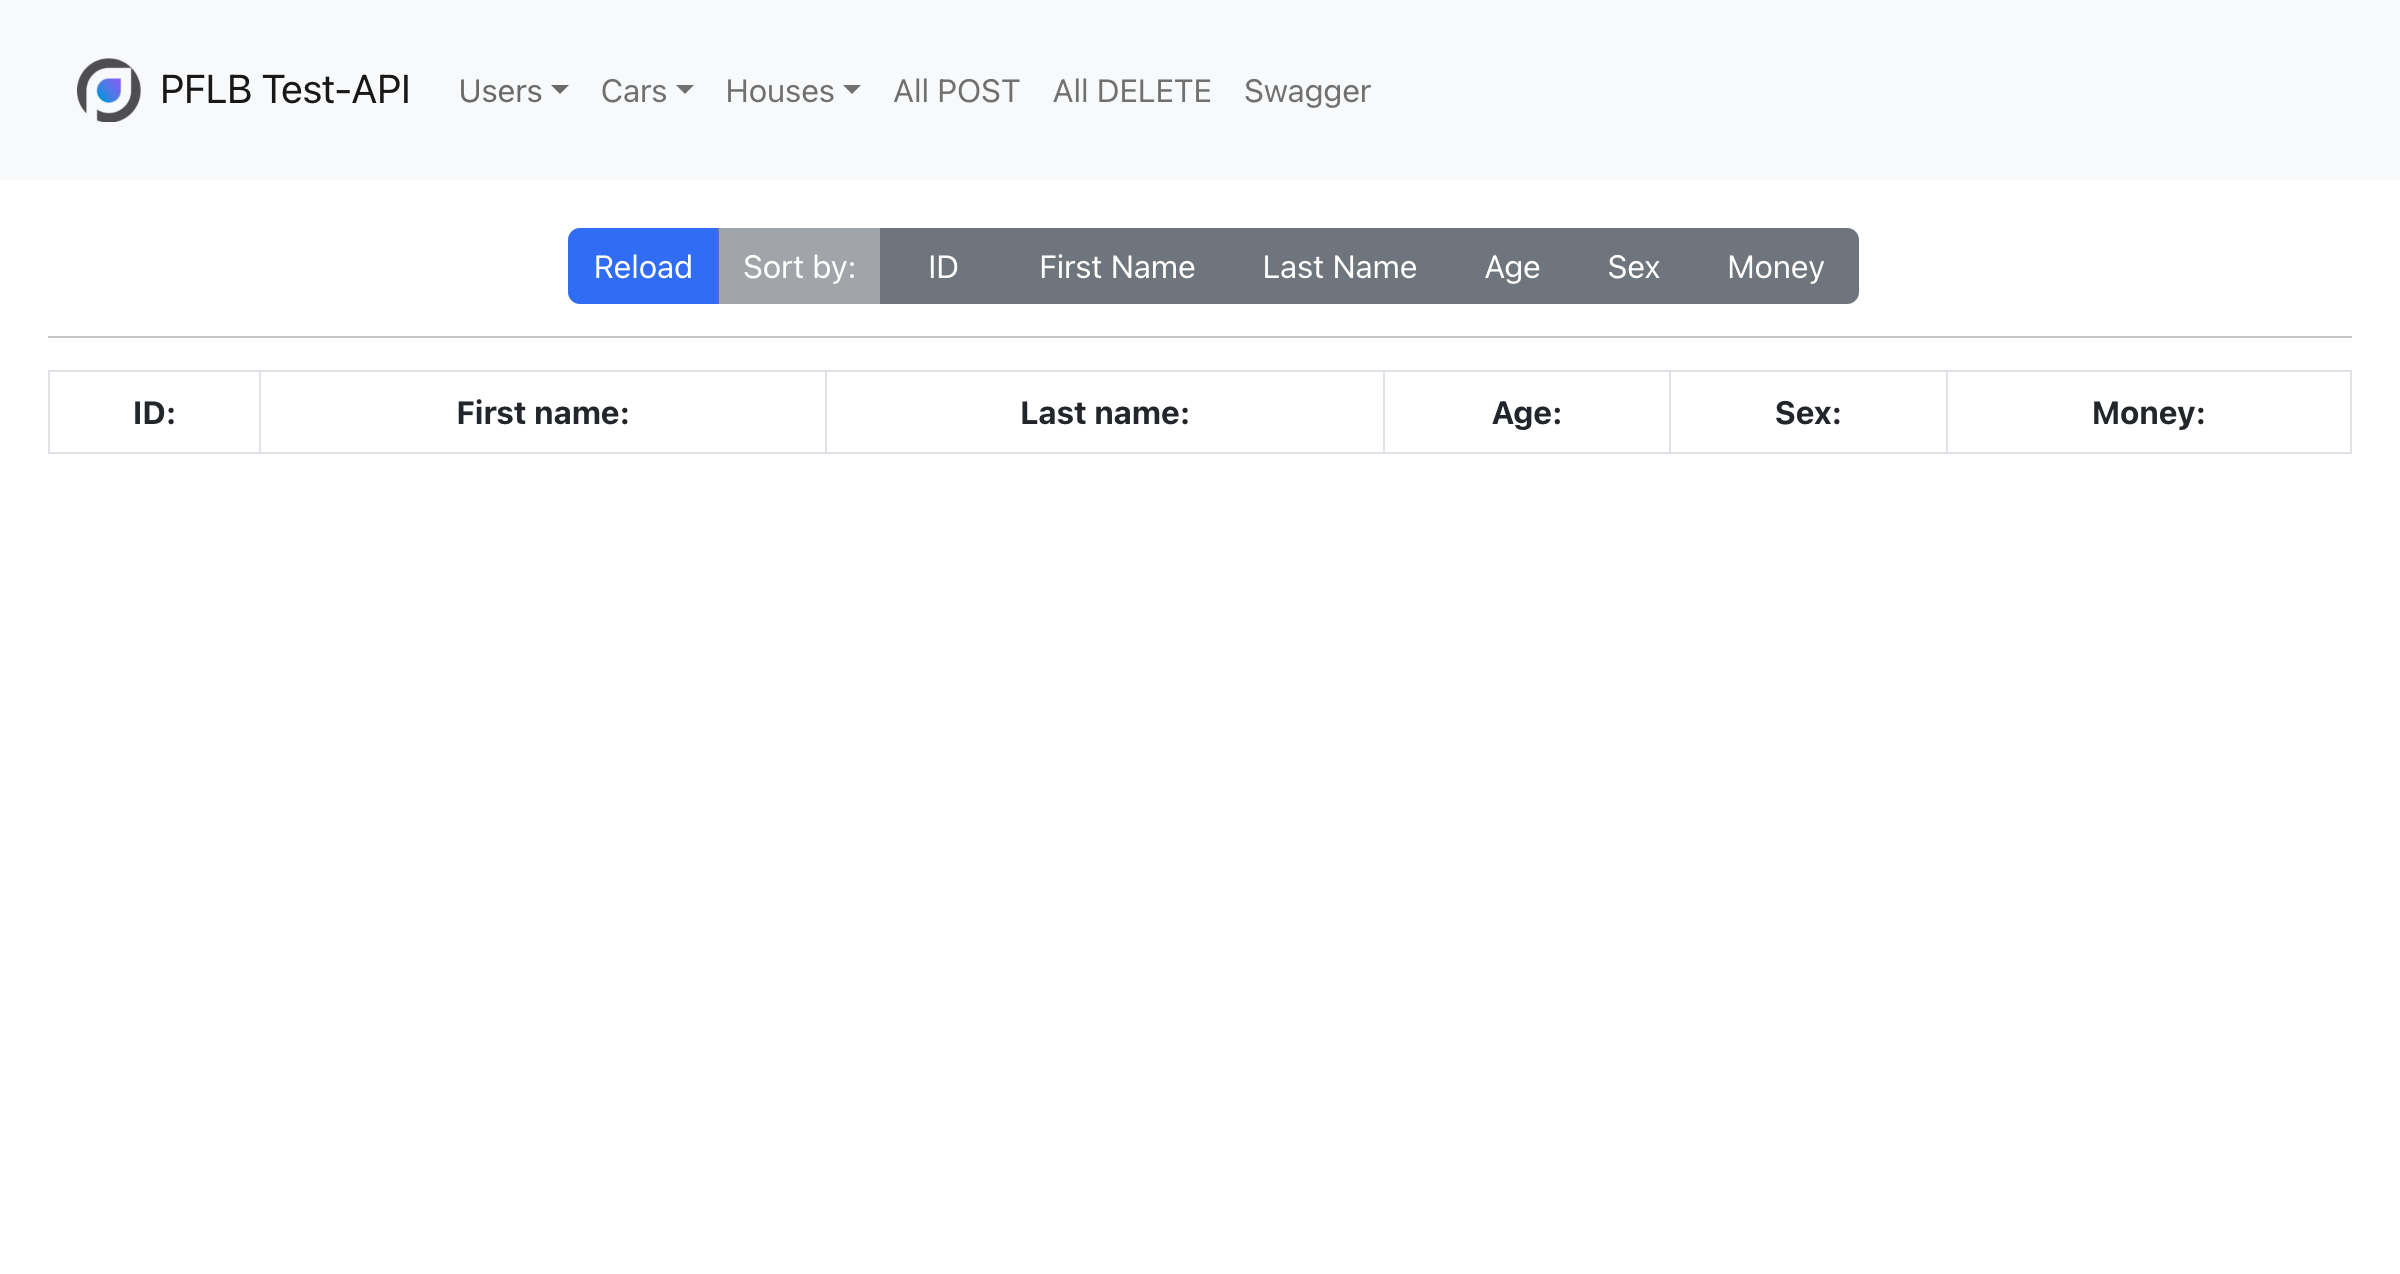 PFLB Test-API Users Cars Houses All POST All DELETE Swagger
Reload Sort by: ID First Name Last Name Age Sex Money
ID: First name: Last name: Age: Sex: Money: